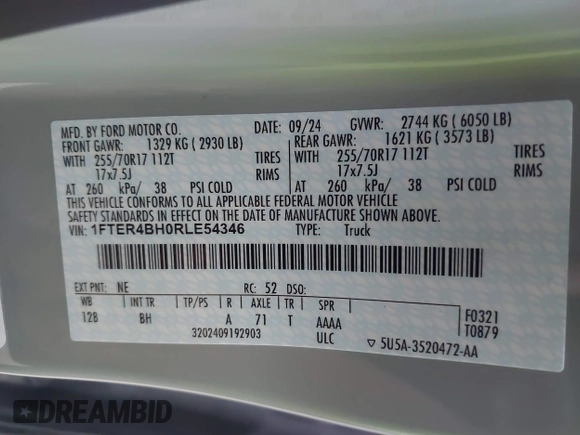 MFD. BY FORD MOTOR CO. DATE: 09/24 GVWR: 2744 KG ( 6050 LB)
FRONT GAWR: 1329 KG ( 2930 LB) REAR GAWR: 1621 KG ( 3573 LB)
WITH 255/70R17 112T TIRES WITH 255/70R17 112T TIRES
17x7.5J RIMS 17x7.5J RIMS
AT 260 kPa/ 38 PSI COLD AT 260 kPa/ 38 PSI COLD
THIS VEHICLE CONFORMS TO ALL APPLICABLE FEDERAL MOTOR VEHICLE
SAFETY STANDARDS IN EFFECT ON THE DATE OF MANUFACTURE SHOWN ABOVE.
VIN: 1FTER4BH0RLE54346 TYPE: Truck
EXT PNT: NE RC: 52 DSO:
WB INT TR TP/PS R AXLE TR SPR
128 BH A 71 T AAAA
3202409192903 ULC
F0321
T0879
▽ 5U5A-3520472-AA
DREAMBID